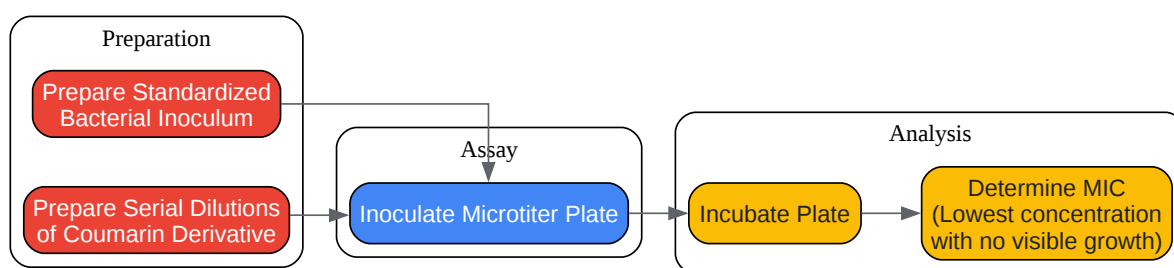 Preparation
Prepare Standardized
Bacterial Inoculum
Prepare Serial Dilutions
of Coumarin Derivative
Assay
Inoculate Microtiter Plate
Analysis
Incubate Plate
Determine MIC
(Lowest concentration
with no visible growth)